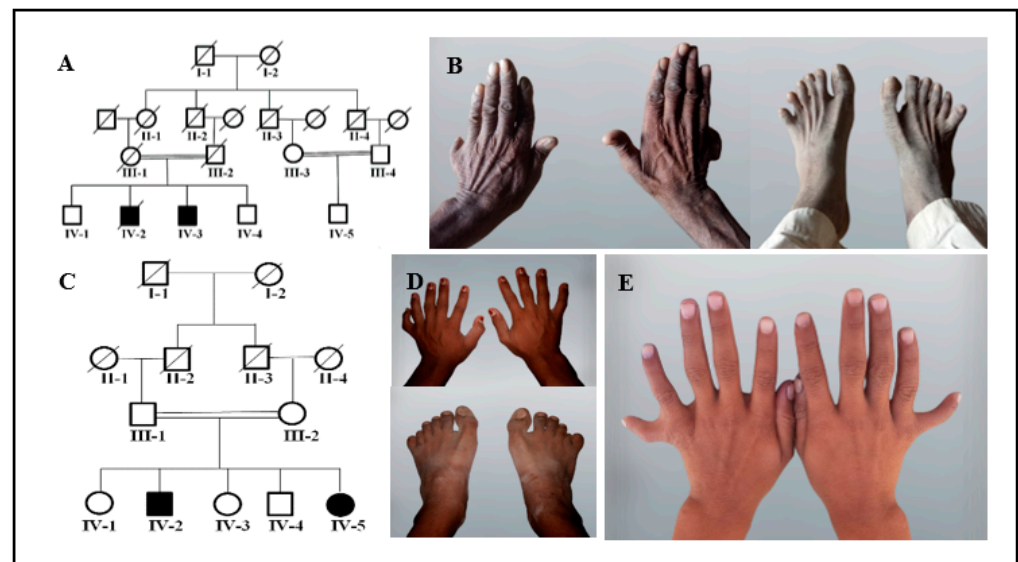 A
I-1 I-2
II-1 II-2 II-3 II-4
III-1 III-2 III-3 III-4
IV-1 IV-2 IV-3 IV-4 IV-5
B
C
I-1 I-2
II-1 II-2 II-3 II-4
III-1 III-2
IV-1 IV-2 IV-3 IV-4 IV-5
D
E